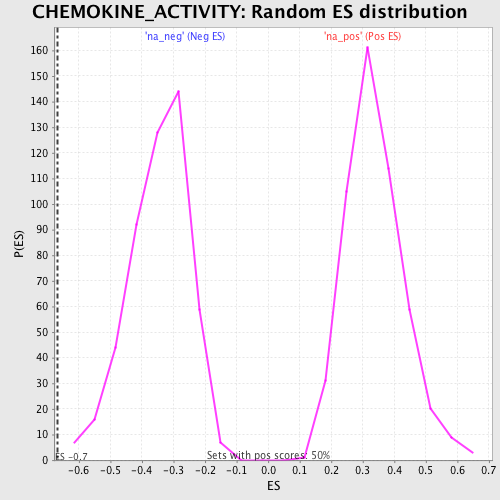 CHEMOKINE_ACTIVITY: Random ES distribution
'na_neg' (Neg ES) 'na_pos' (Pos ES)
P(ES)
160
150
140
130
120
110
100
90
80
70
60
50
40
30
20
10
0
ES -0.7 Sets with pos scores: 50%
-0.6 -0.5 -0.4 -0.3 -0.2 -0.1 0.0 0.1 0.2 0.3 0.4 0.5 0.6 0.7
ES